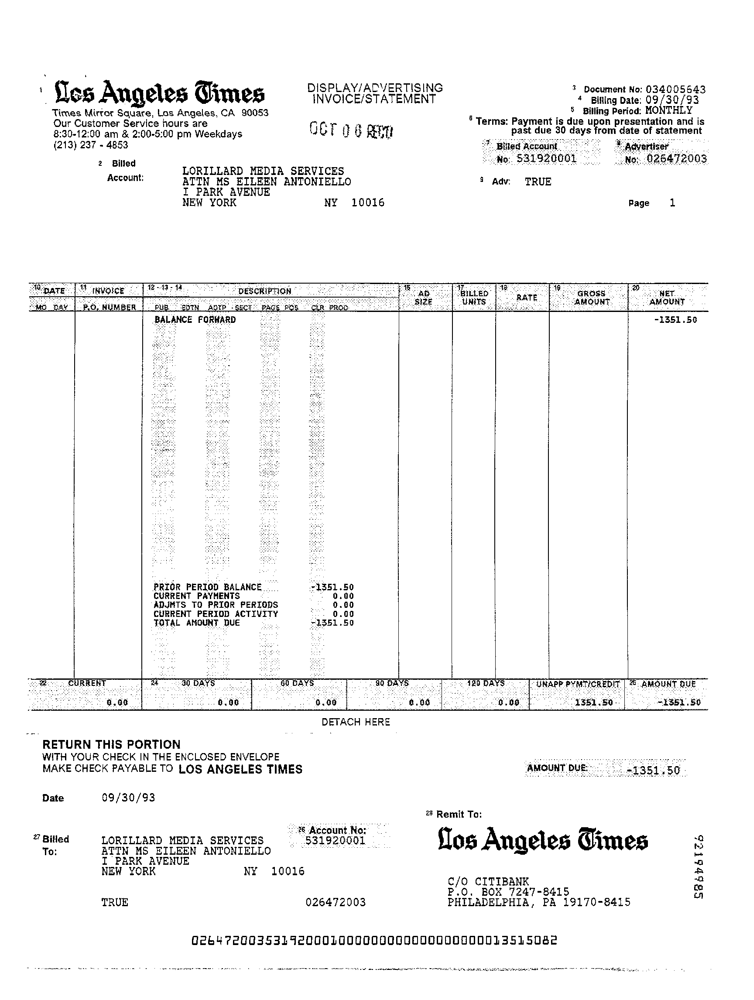 1 Los Angeles Times
Times Mirror Square, Los Angeles, CA 90053
Our Customer Service hours are
8:30-12:00 am & 2:00-5:00 pm Weekdays
(213) 237 - 4853
DISPLAY/ADVERTISING
INVOICE/STATEMENT
OCT 06 RECD
3 Document No: 034005643
4 Billing Date: 09/30/93
5 Billing Period: MONTHLY
6 Terms: Payment is due upon presentation and is
past due 30 days from date of statement
7 Billed Account
No: 531920001
8 Advertiser
No: 026472003
2 Billed
Account:
LORILLARD MEDIA SERVICES
ATTN MS EILEEN ANTONIELLO
I PARK AVENUE
NEW YORK NY 10016
9 Adv: TRUE
Page 1
10 DATE 11 INVOICE 12 - 13 - 14 DESCRIPTION 15 AD SIZE 17 BILLED UNITS 18 RATE 19 GROSS AMOUNT 20 NET AMOUNT
MO DAY P.O. NUMBER PUB EDTN ADTP SECT PAGE POS CLR PROD
BALANCE FORWARD -1351.50
PRIOR PERIOD BALANCE -1351.50
CURRENT PAYMENTS 0.00
ADJMTS TO PRIOR PERIODS 0.00
CURRENT PERIOD ACTIVITY 0.00
TOTAL AMOUNT DUE -1351.50
22 CURRENT 24 30 DAYS 60 DAYS 90 DAYS 120 DAYS UNAPP PYMT/CREDIT 25 AMOUNT DUE
0.00 0.00 0.00 0.00 0.00 1351.50 -1351.50
DETACH HERE
RETURN THIS PORTION
WITH YOUR CHECK IN THE ENCLOSED ENVELOPE
MAKE CHECK PAYABLE TO LOS ANGELES TIMES
AMOUNT DUE: -1351.50
Date 09/30/93
27 Billed
To:
LORILLARD MEDIA SERVICES
ATTN MS EILEEN ANTONIELLO
I PARK AVENUE
NEW YORK NY 10016
26 Account No:
531920001
TRUE 026472003
28 Remit To:
Los Angeles Times
C/O CITIBANK
P.O. BOX 7247-8415
PHILADELPHIA, PA 19170-8415
92194985